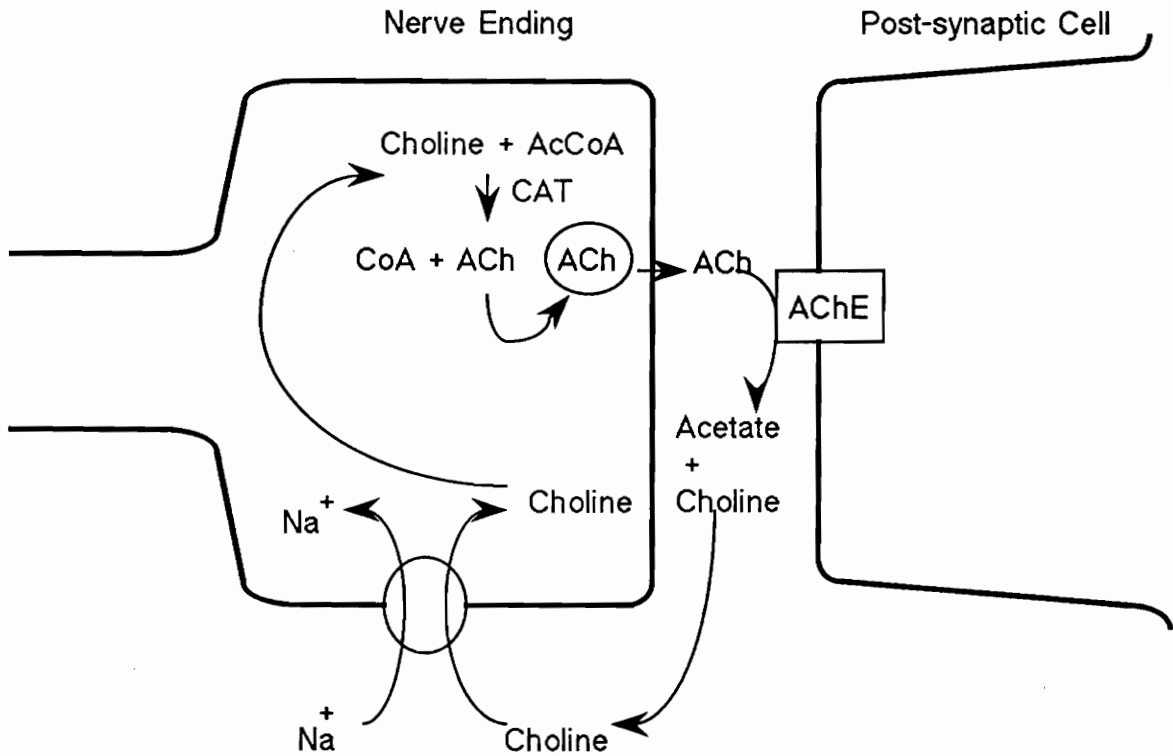 Nerve Ending
Post-synaptic Cell
Choline + AcCoA
CAT
CoA + ACh
ACh
ACh
AChE
Acetate
+
Choline
Choline
Na+
Na+
Choline